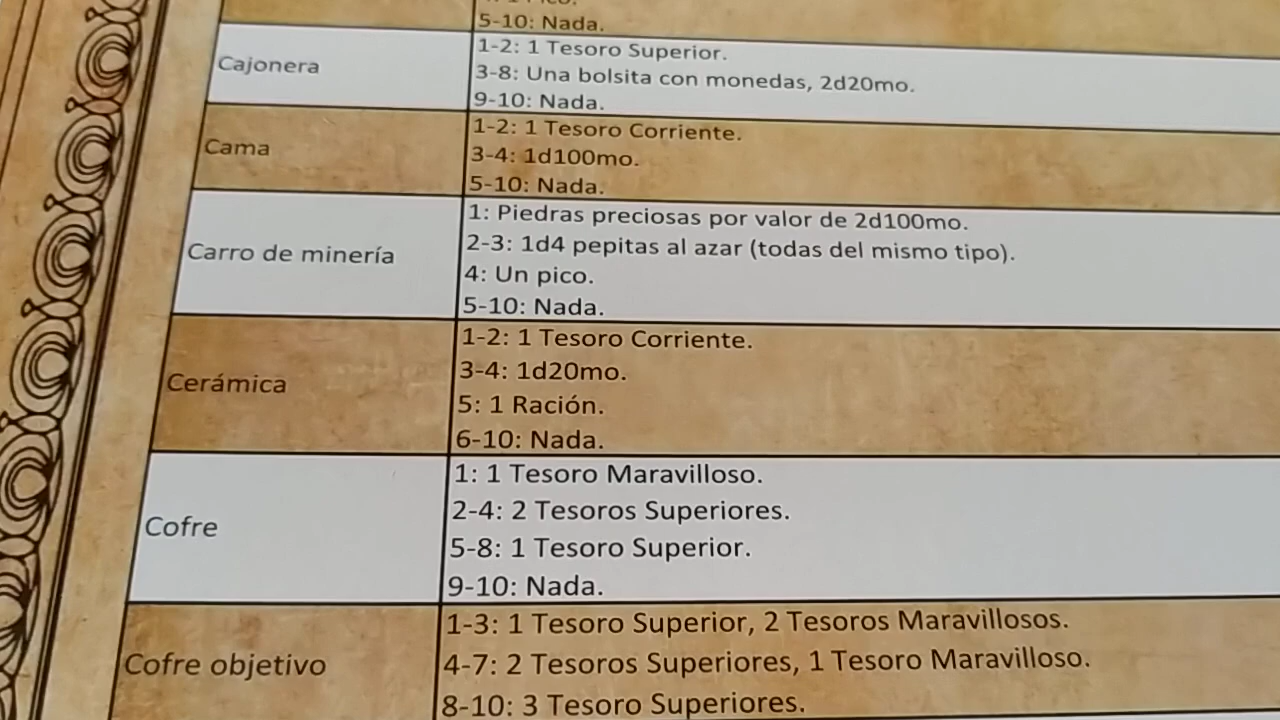 5-10: Nada.
Cajonera
1-2: 1 Tesoro Superior.
3-8: Una bolsita con monedas, 2d20mo.
9-10: Nada.
Cama
1-2: 1 Tesoro Corriente.
3-4: 1d100mo.
5-10: Nada.
Carro de minería
1: Piedras preciosas por valor de 2d100mo.
2-3: 1d4 pepitas al azar (todas del mismo tipo).
4: Un pico.
5-10: Nada.
Cerámica
1-2: 1 Tesoro Corriente.
3-4: 1d20mo.
5: 1 Ración.
6-10: Nada.
Cofre
1: 1 Tesoro Maravilloso.
2-4: 2 Tesoros Superiores.
5-8: 1 Tesoro Superior.
9-10: Nada.
Cofre objetivo
1-3: 1 Tesoro Superior, 2 Tesoros Maravillosos.
4-7: 2 Tesoros Superiores, 1 Tesoro Maravilloso.
8-10: 3 Tesoro Superiores.